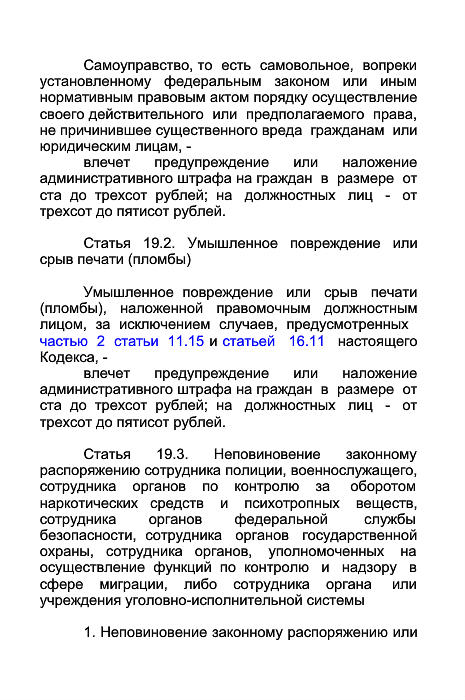 Самоуправство, то есть самовольное, вопреки
установленному федеральным законом или иным
нормативным правовым актом порядку осуществление
своего действительного или предполагаемого права,
не причинившее существенного вреда гражданам или
юридическим лицам, -
влечет предупреждение или наложение
административного штрафа на граждан в размере от
ста до трехсот рублей; на должностных лиц - от
трехсот до пятисот рублей.
Статья 19.2. Умышленное повреждение или
срыв печати (пломбы)
Умышленное повреждение или срыв печати
(пломбы), наложенной правомочным должностным
лицом, за исключением случаев, предусмотренных
частью 2 статьи 11.15 и статьей 16.11 настоящего
Кодекса, -
влечет предупреждение или наложение
административного штрафа на граждан в размере от
ста до трехсот рублей; на должностных лиц - от
трехсот до пятисот рублей.
Статья 19.3. Неповиновение законному
распоряжению сотрудника полиции, военнослужащего,
сотрудника органов по контролю за оборотом
наркотических средств и психотропных веществ,
сотрудника органов федеральной службы
безопасности, сотрудника органов государственной
охраны, сотрудника органов, уполномоченных на
осуществление функций по контролю и надзору в
сфере миграции, либо сотрудника органа или
учреждения уголовно-исполнительной системы
1. Неповиновение законному распоряжению или